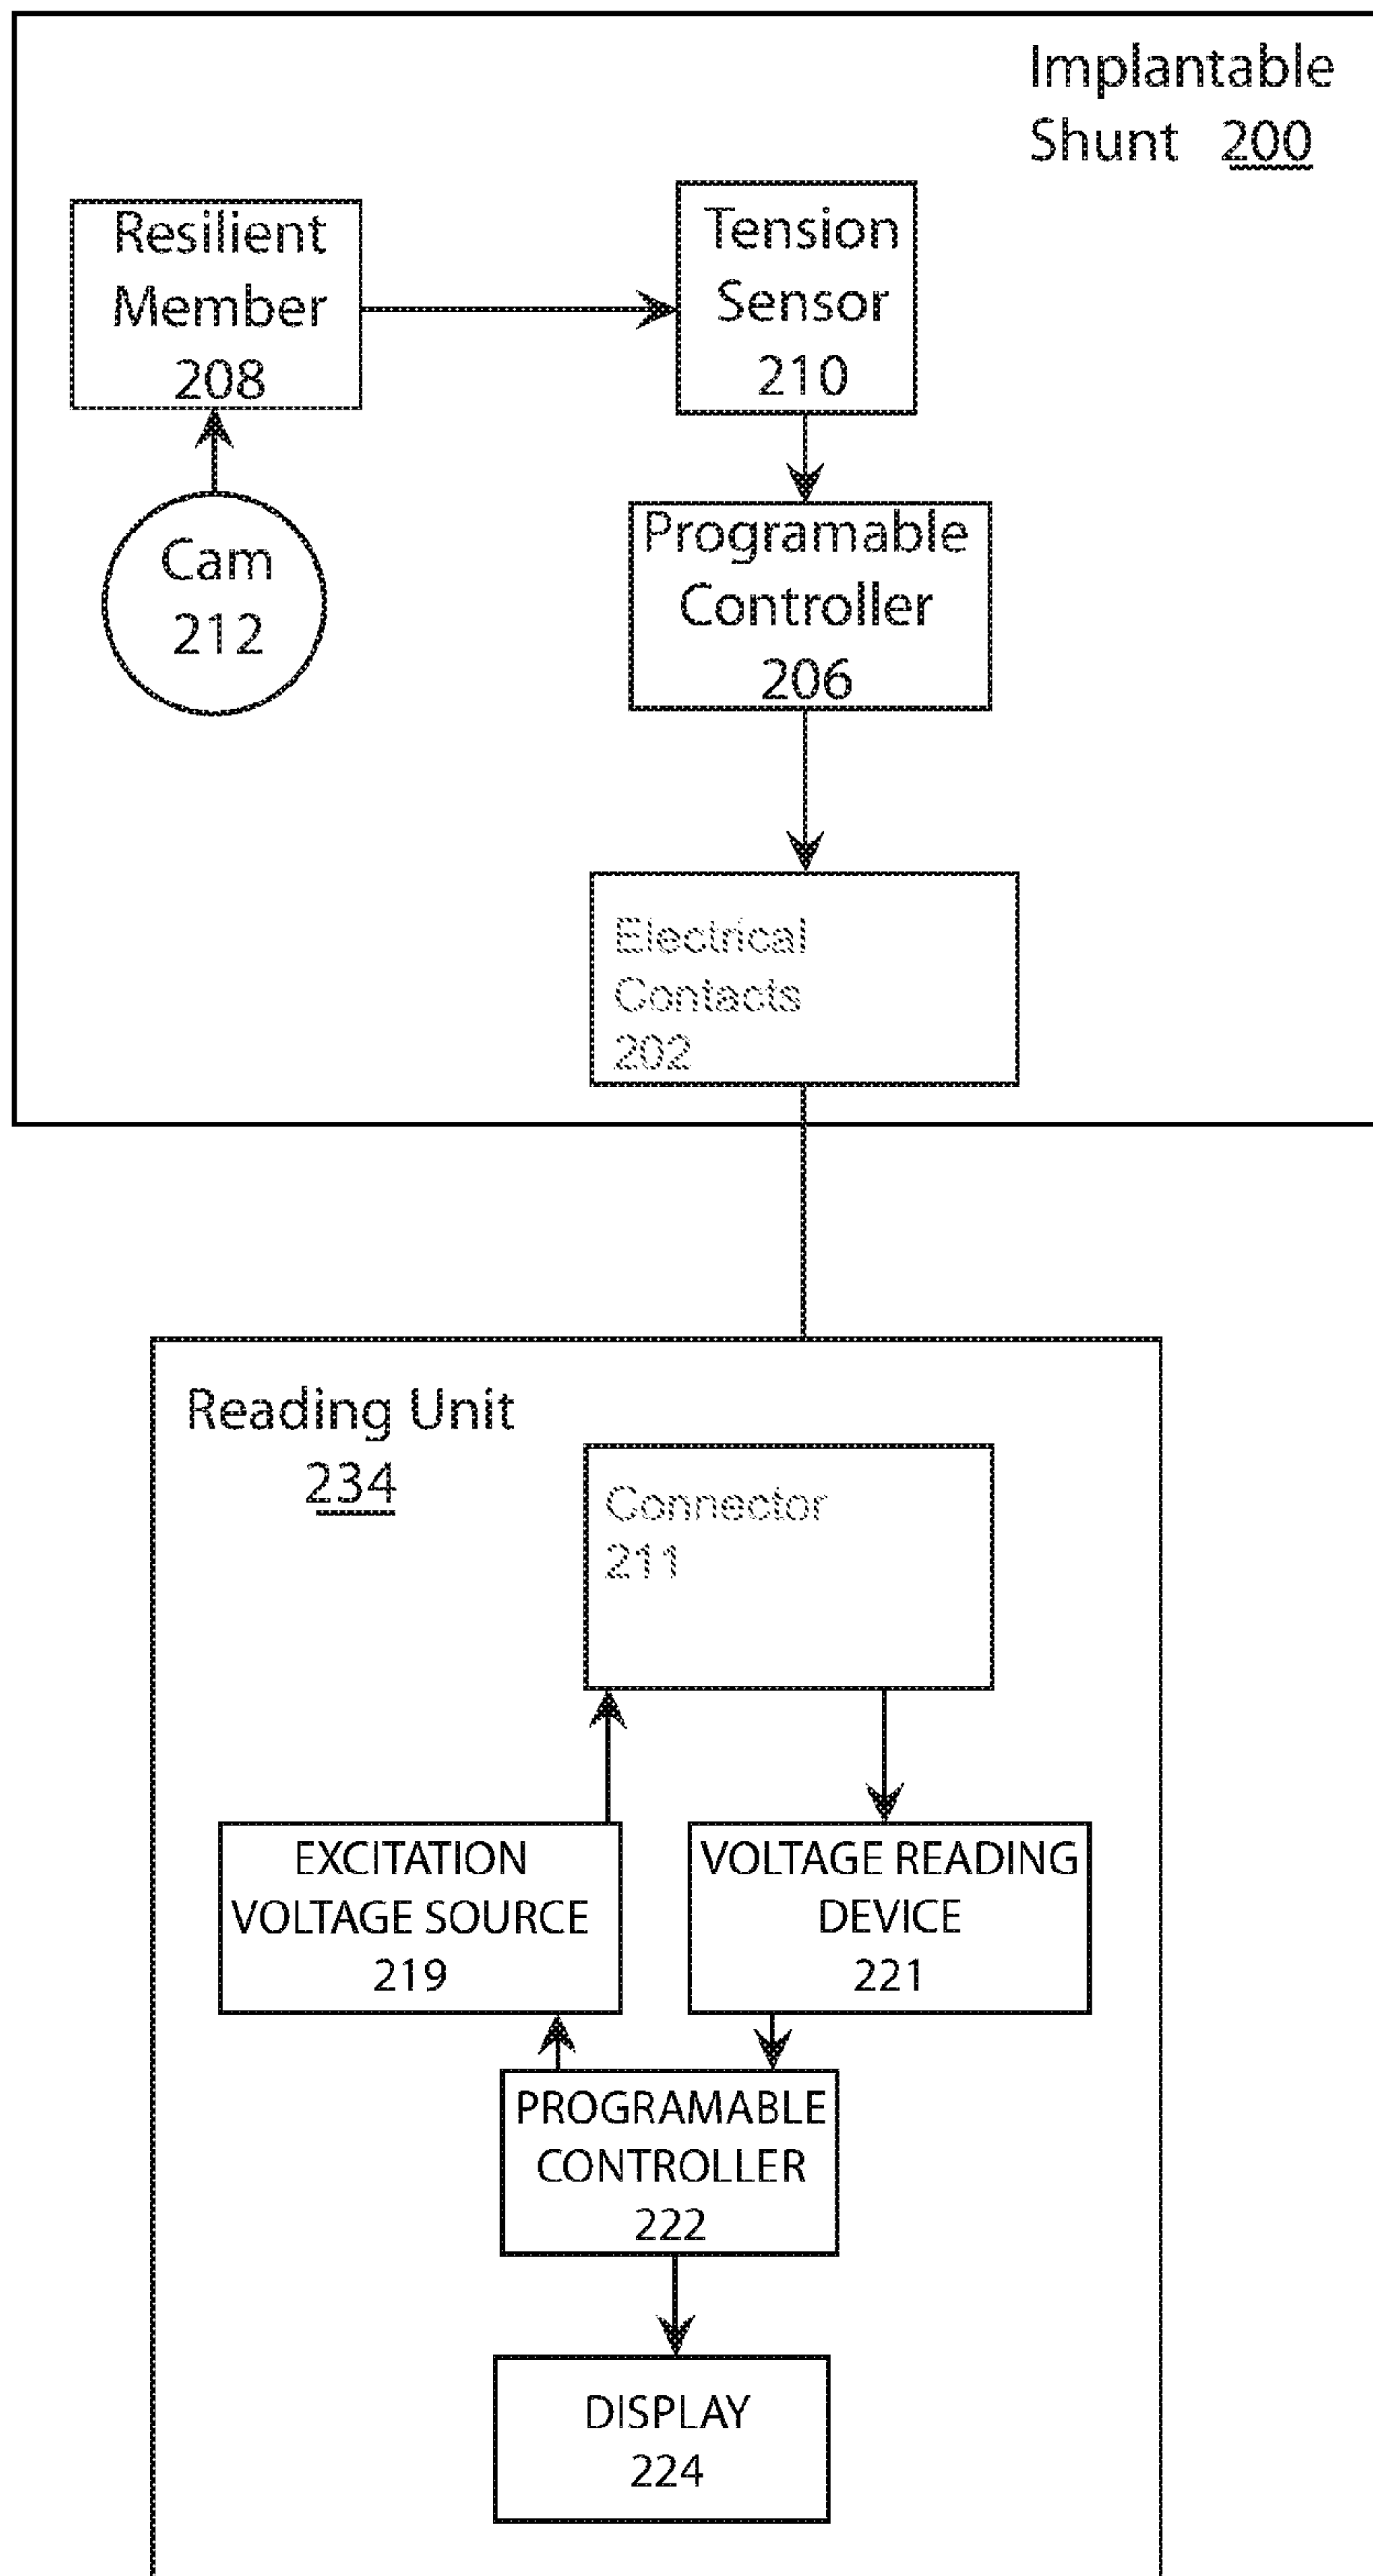 Implantable
Shunt 200
Resilient
Member
208
Tension
Sensor
210
Cam
212
Programable
Controller
206
Electrical
Contacts
202
Reading Unit
234
Connector
211
EXCITATION
VOLTAGE SOURCE
219
VOLTAGE READING
DEVICE
221
PROGRAMABLE
CONTROLLER
222
DISPLAY
224